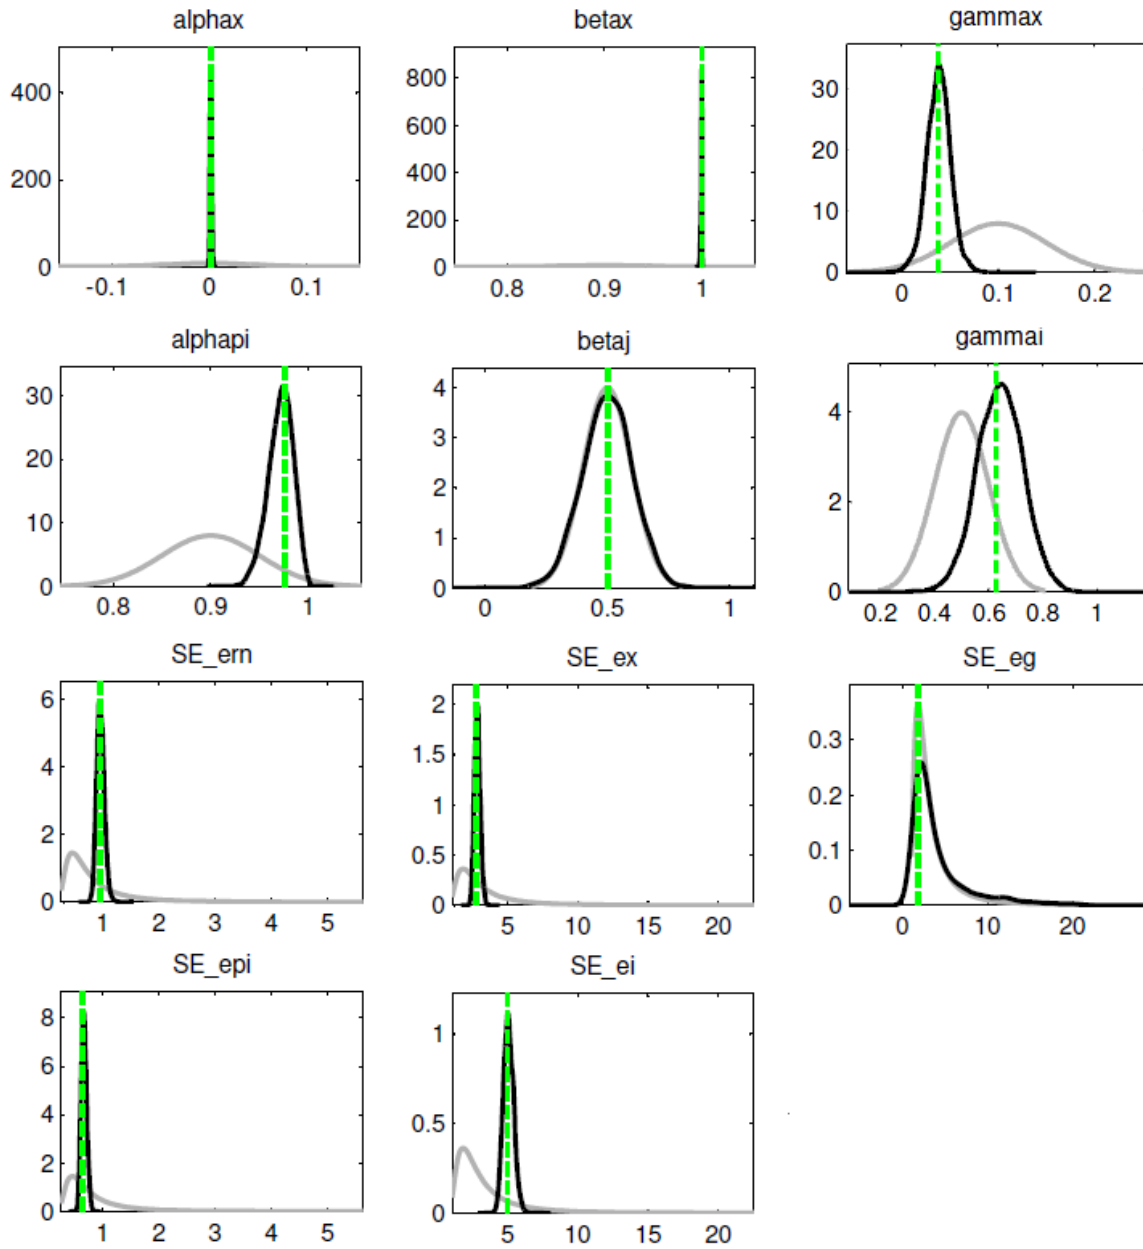 alphax betax gammax
400 800 30
600 20
200 400 10
200
0 0 0
-0.1 0 0.1 0.8 0.9 1 0 0.1 0.2
alphapi betaj gammai
30 4 4
20 3
10 2 2
1
0 0 0
0.8 0.9 1 0 0.5 1 0.2 0.4 0.6 0.8 1
SE_ern SE_ex SE_eg
6 2 0.3
4 1.5 0.2
2 1 0.1
0.5
0 0 0
1 2 3 4 5 5 10 15 20 0 10 20
SE_epi SE_ei
8 1
6
4 0.5
2
0 0
1 2 3 4 5 5 10 15 20